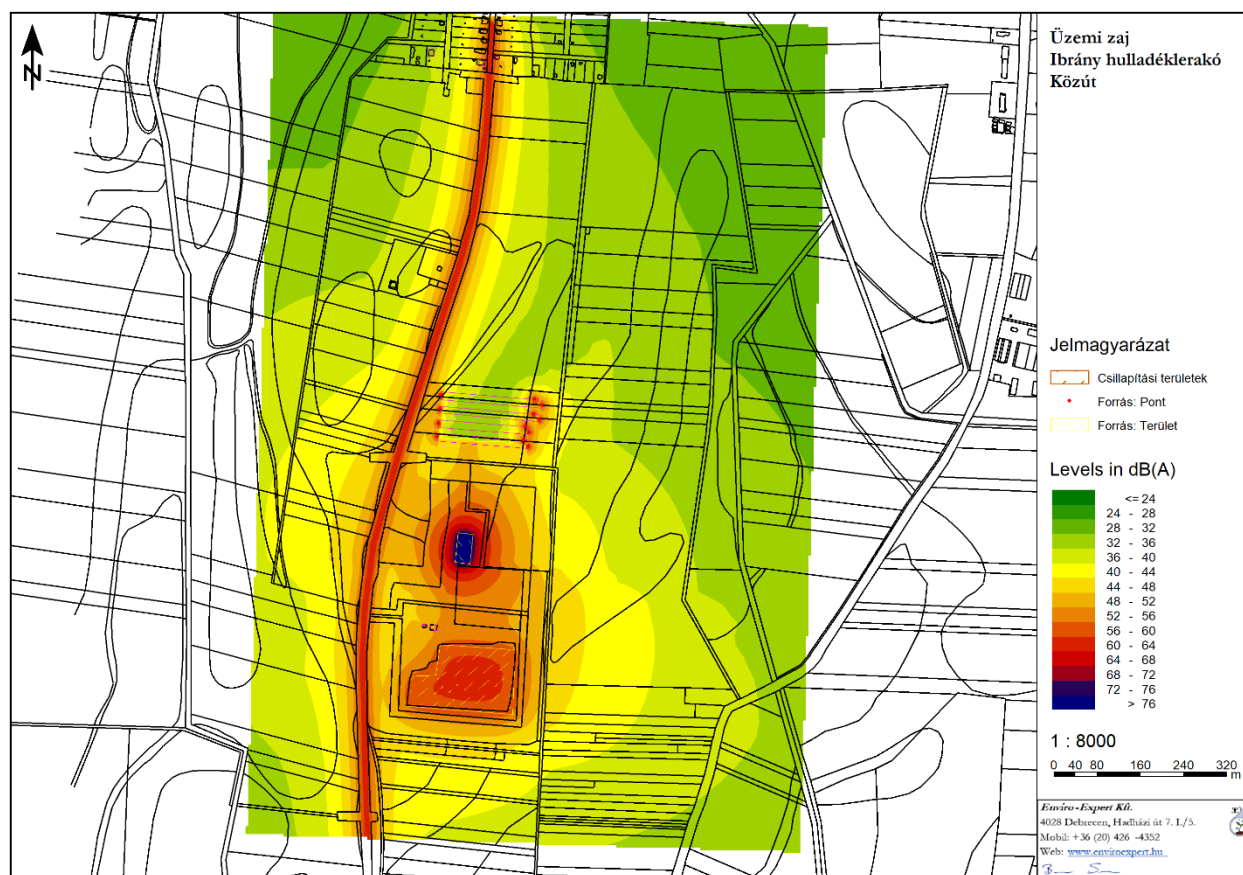 N
Üzemi zaj
Ibrány hulladéklerakó
Közút
Jelmagyarázat
Csillapítási területek
Forrás: Pont
Forrás: Terület
Levels in dB(A)
<= 24
24 - 28
28 - 32
32 - 36
36 - 40
40 - 44
44 - 48
48 - 52
52 - 56
56 - 60
60 - 64
64 - 68
68 - 72
72 - 76
> 76
1 : 8000
0 40 80 160 240 320
m
Enviro-Expert Kft.
4028 Debrecen, Hadházi út 7. I./5.
Mobil: +36 (20) 426 -4352
Web: www.enviroexpert.hu